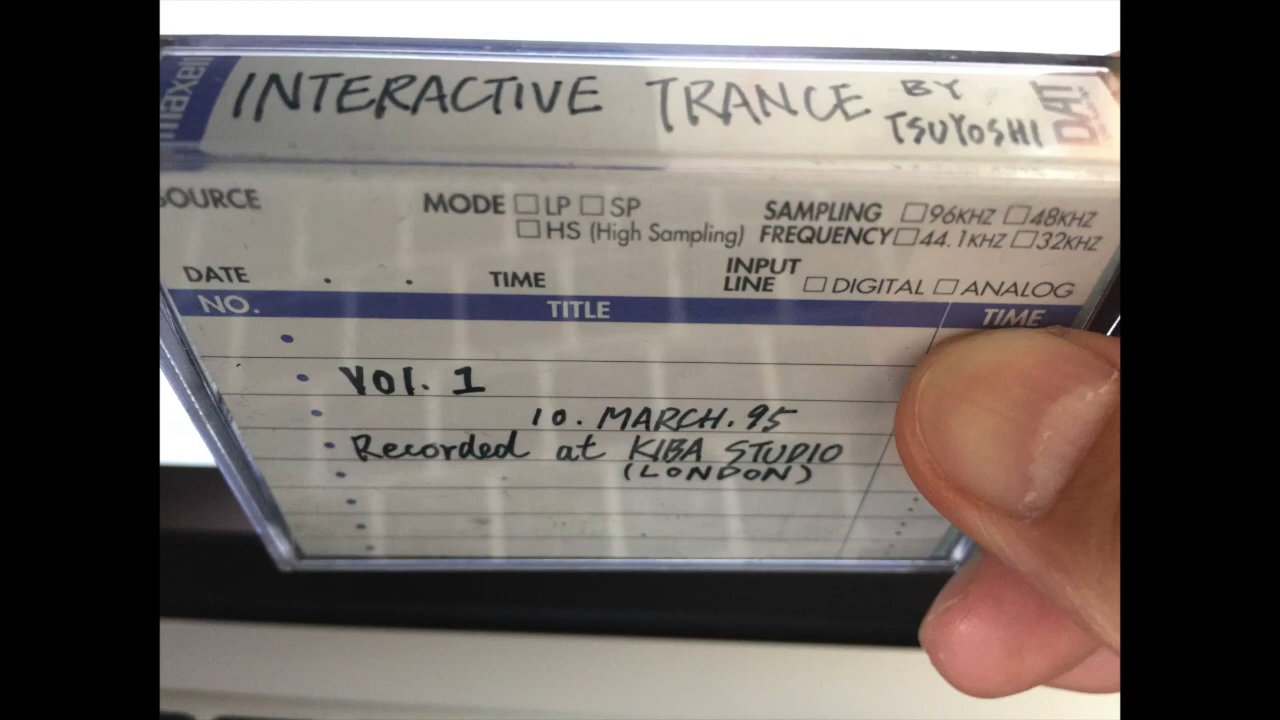 maxell
INTERACTIVE TRANCE BY TSUYOSHI
DAT
SOURCE MODE □ LP □ SP SAMPLING □ 96KHZ □ 48KHZ
□ HS (High Sampling) FREQUENCY □ 44.1KHZ □ 32KHZ
DATE . . TIME INPUT LINE □ DIGITAL □ ANALOG
NO. TITLE TIME
VOl. 1
10. MARCH. 95
Recorded at KIBA STUDIO
(LONDON)